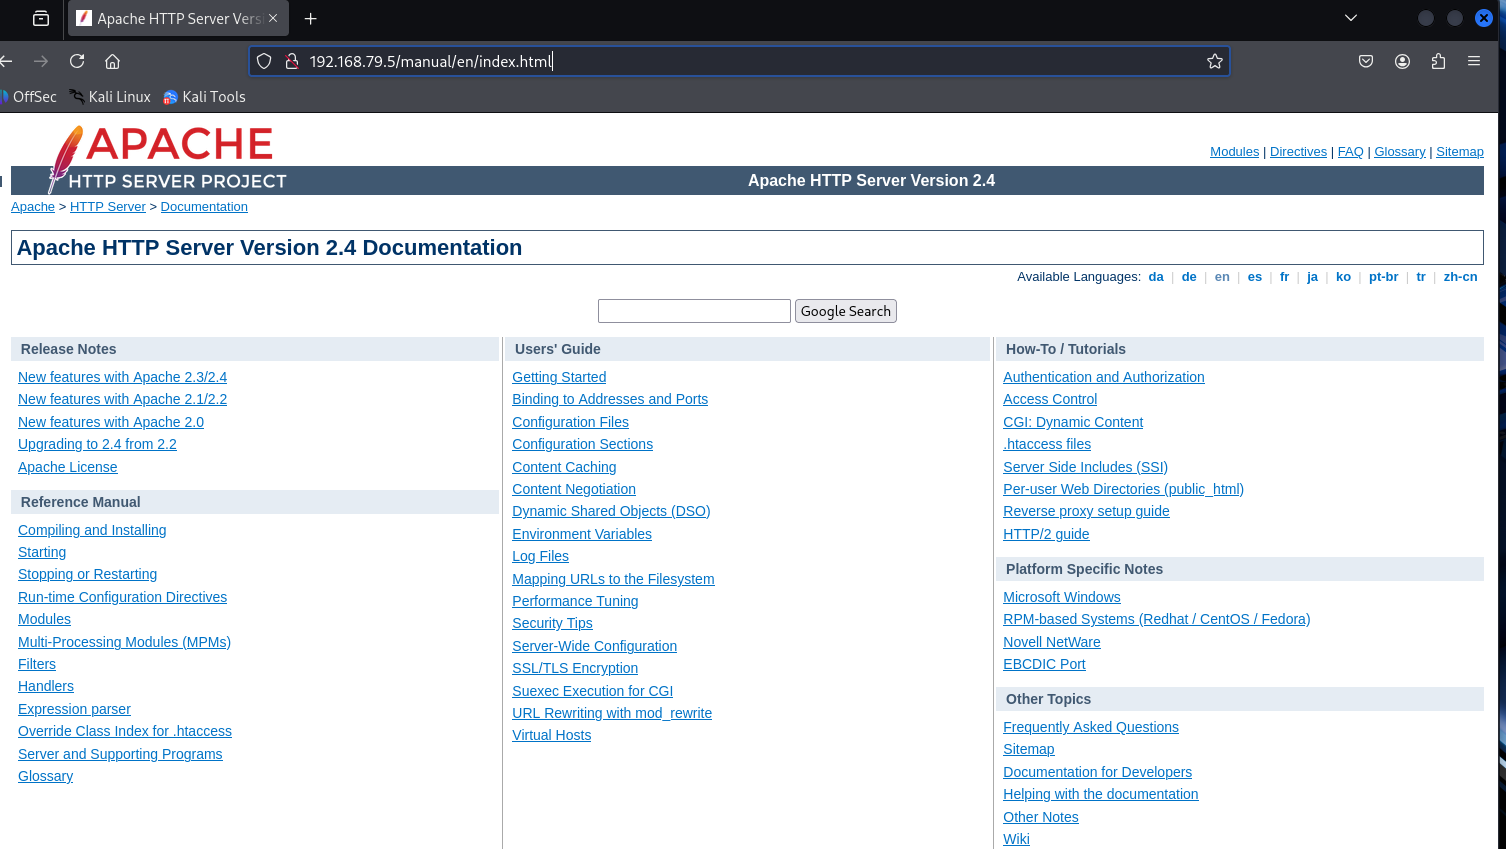 Apache HTTP Server Versi
192.168.79.5/manual/en/index.html
OffSec Kali Linux Kali Tools
APACHE
HTTP SERVER PROJECT
Modules | Directives | FAQ | Glossary | Sitemap
Apache HTTP Server Version 2.4
Apache > HTTP Server > Documentation
Apache HTTP Server Version 2.4 Documentation
Available Languages: da | de | en | es | fr | ja | ko | pt-br | tr | zh-cn
Google Search
Release Notes
New features with Apache 2.3/2.4
New features with Apache 2.1/2.2
New features with Apache 2.0
Upgrading to 2.4 from 2.2
Apache License
Reference Manual
Compiling and Installing
Starting
Stopping or Restarting
Run-time Configuration Directives
Modules
Multi-Processing Modules (MPMs)
Filters
Handlers
Expression parser
Override Class Index for .htaccess
Server and Supporting Programs
Glossary
Users' Guide
Getting Started
Binding to Addresses and Ports
Configuration Files
Configuration Sections
Content Caching
Content Negotiation
Dynamic Shared Objects (DSO)
Environment Variables
Log Files
Mapping URLs to the Filesystem
Performance Tuning
Security Tips
Server-Wide Configuration
SSL/TLS Encryption
Suexec Execution for CGI
URL Rewriting with mod_rewrite
Virtual Hosts
How-To / Tutorials
Authentication and Authorization
Access Control
CGI: Dynamic Content
.htaccess files
Server Side Includes (SSI)
Per-user Web Directories (public_html)
Reverse proxy setup guide
HTTP/2 guide
Platform Specific Notes
Microsoft Windows
RPM-based Systems (Redhat / CentOS / Fedora)
Novell NetWare
EBCDIC Port
Other Topics
Frequently Asked Questions
Sitemap
Documentation for Developers
Helping with the documentation
Other Notes
Wiki